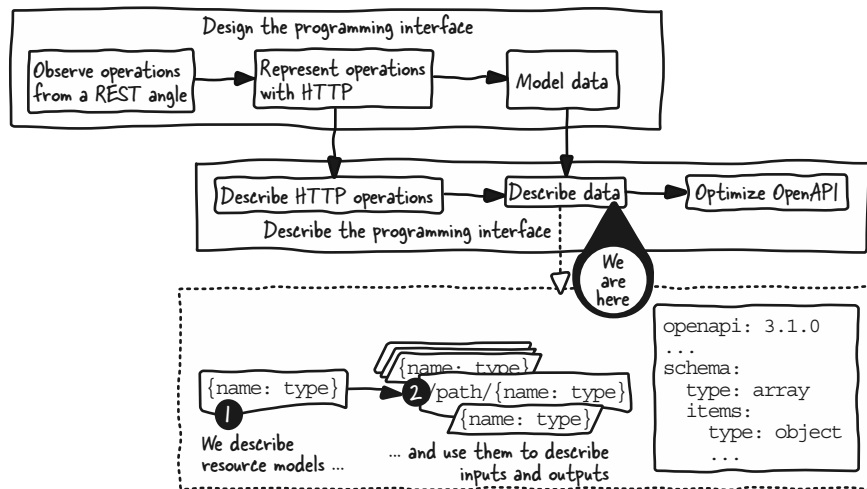 Design the programming interface
Observe operations
from a REST angle
Represent operations
with HTTP
Model data
Describe HTTP operations
Describe data
Optimize OpenAPI
Describe the programming interface
We
are
here
{name: type}
1
We describe
resource models ...
{name: type}
2
/path/{name: type}
{name: type}
... and use them to describe
inputs and outputs
openapi: 3.1.0
...
schema:
type: array
items:
type: object
...